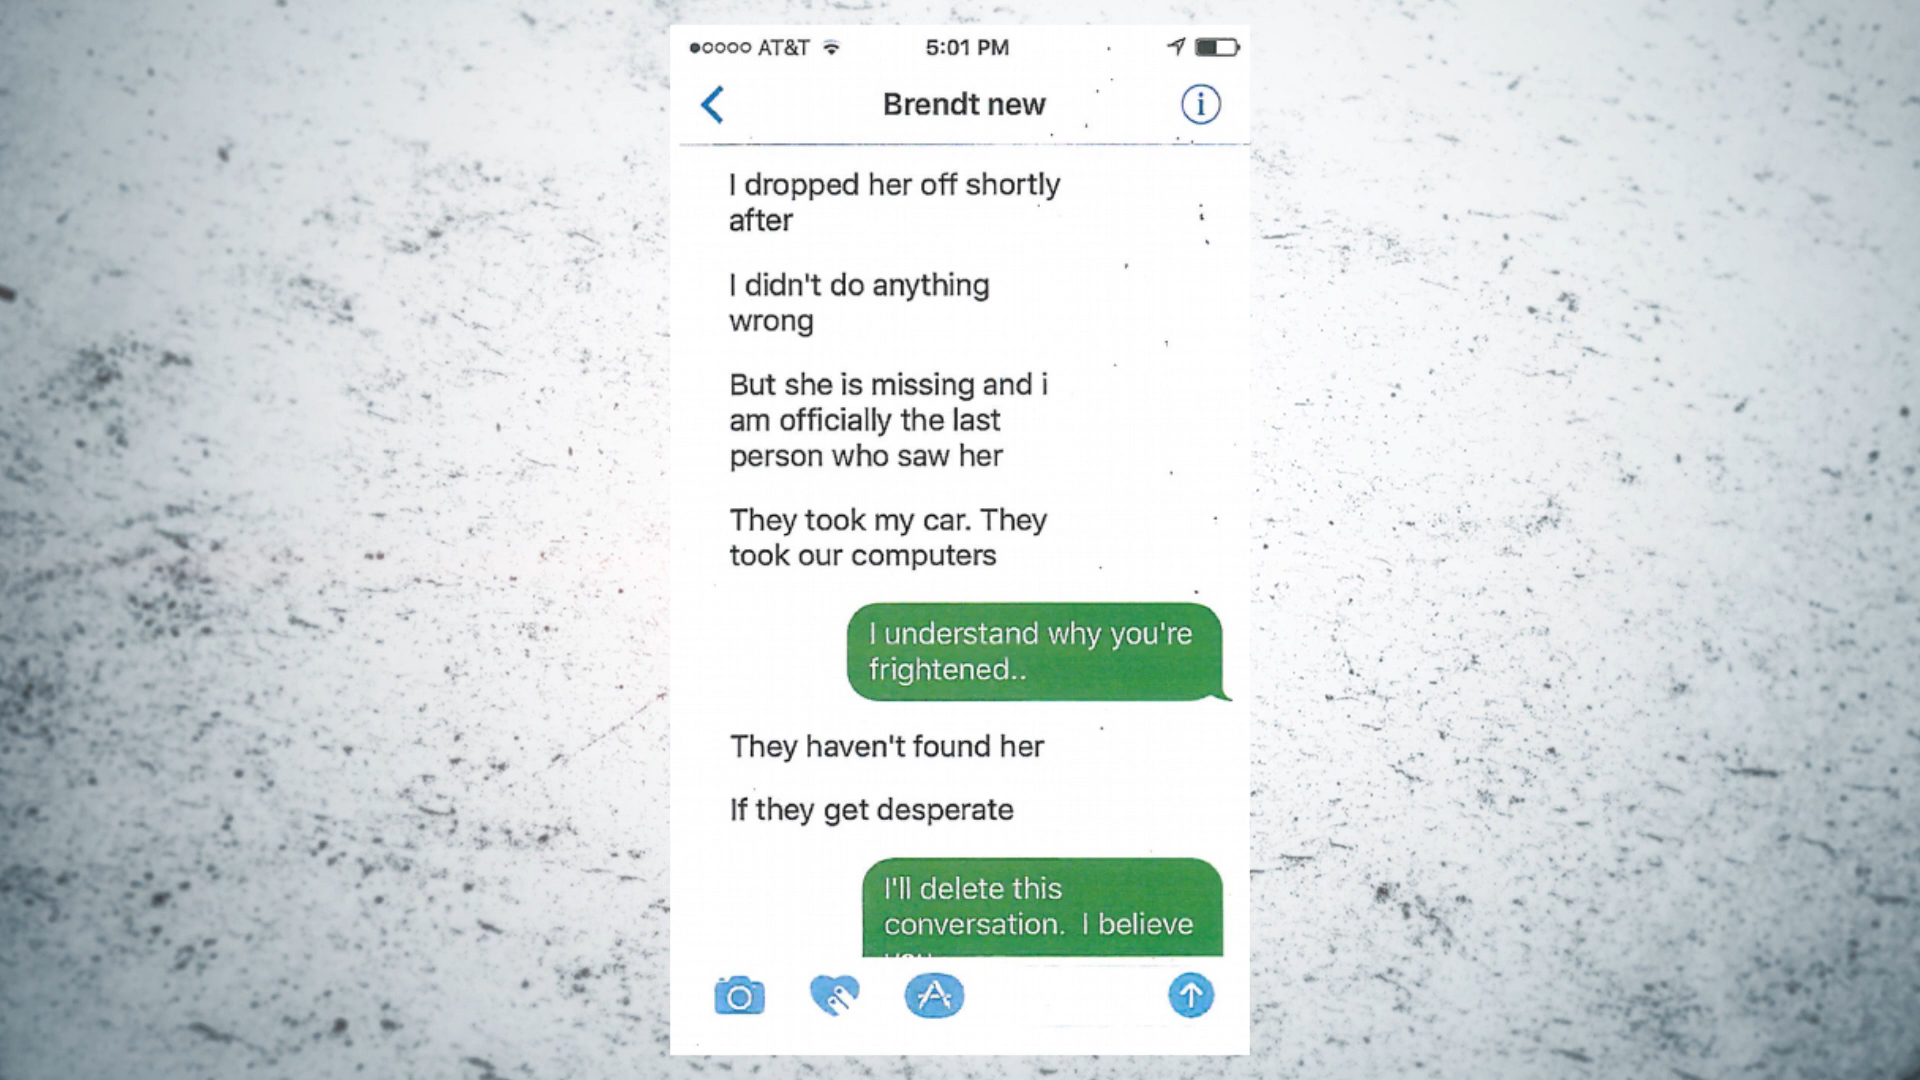 AT&T
5:01 PM
Brendt new
I dropped her off shortly
after
I didn't do anything
wrong
But she is missing and i
am officially the last
person who saw her
They took my car. They
took our computers
I understand why you're
frightened..
They haven't found her
If they get desperate
I'll delete this
conversation.  I believe